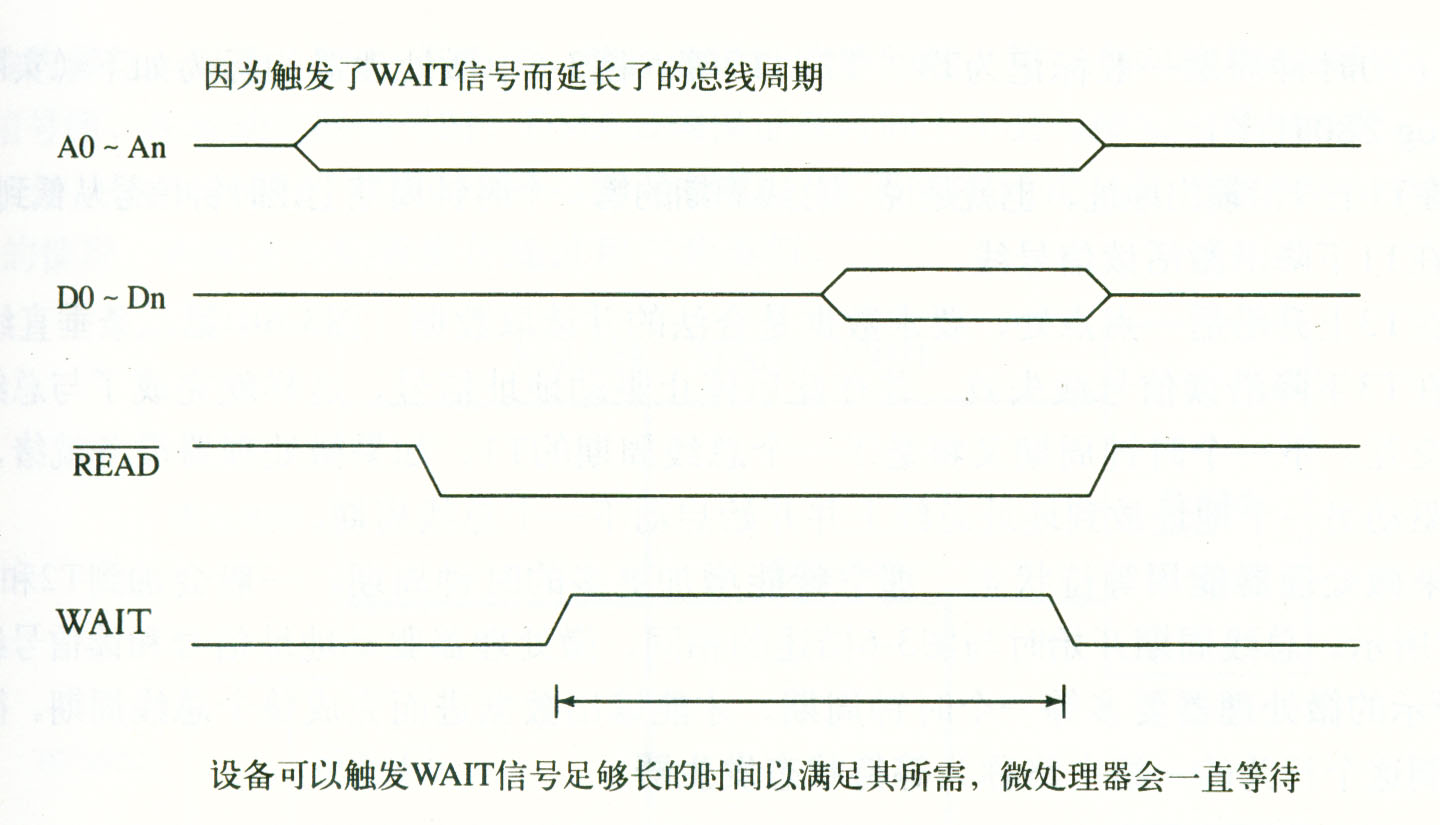 因为触发了WAIT信号而延长了的总线周期
A0 ~ An
D0 ~ Dn
READ
WAIT
设备可以触发WAIT信号足够长的时间以满足其所需，微处理器会一直等待